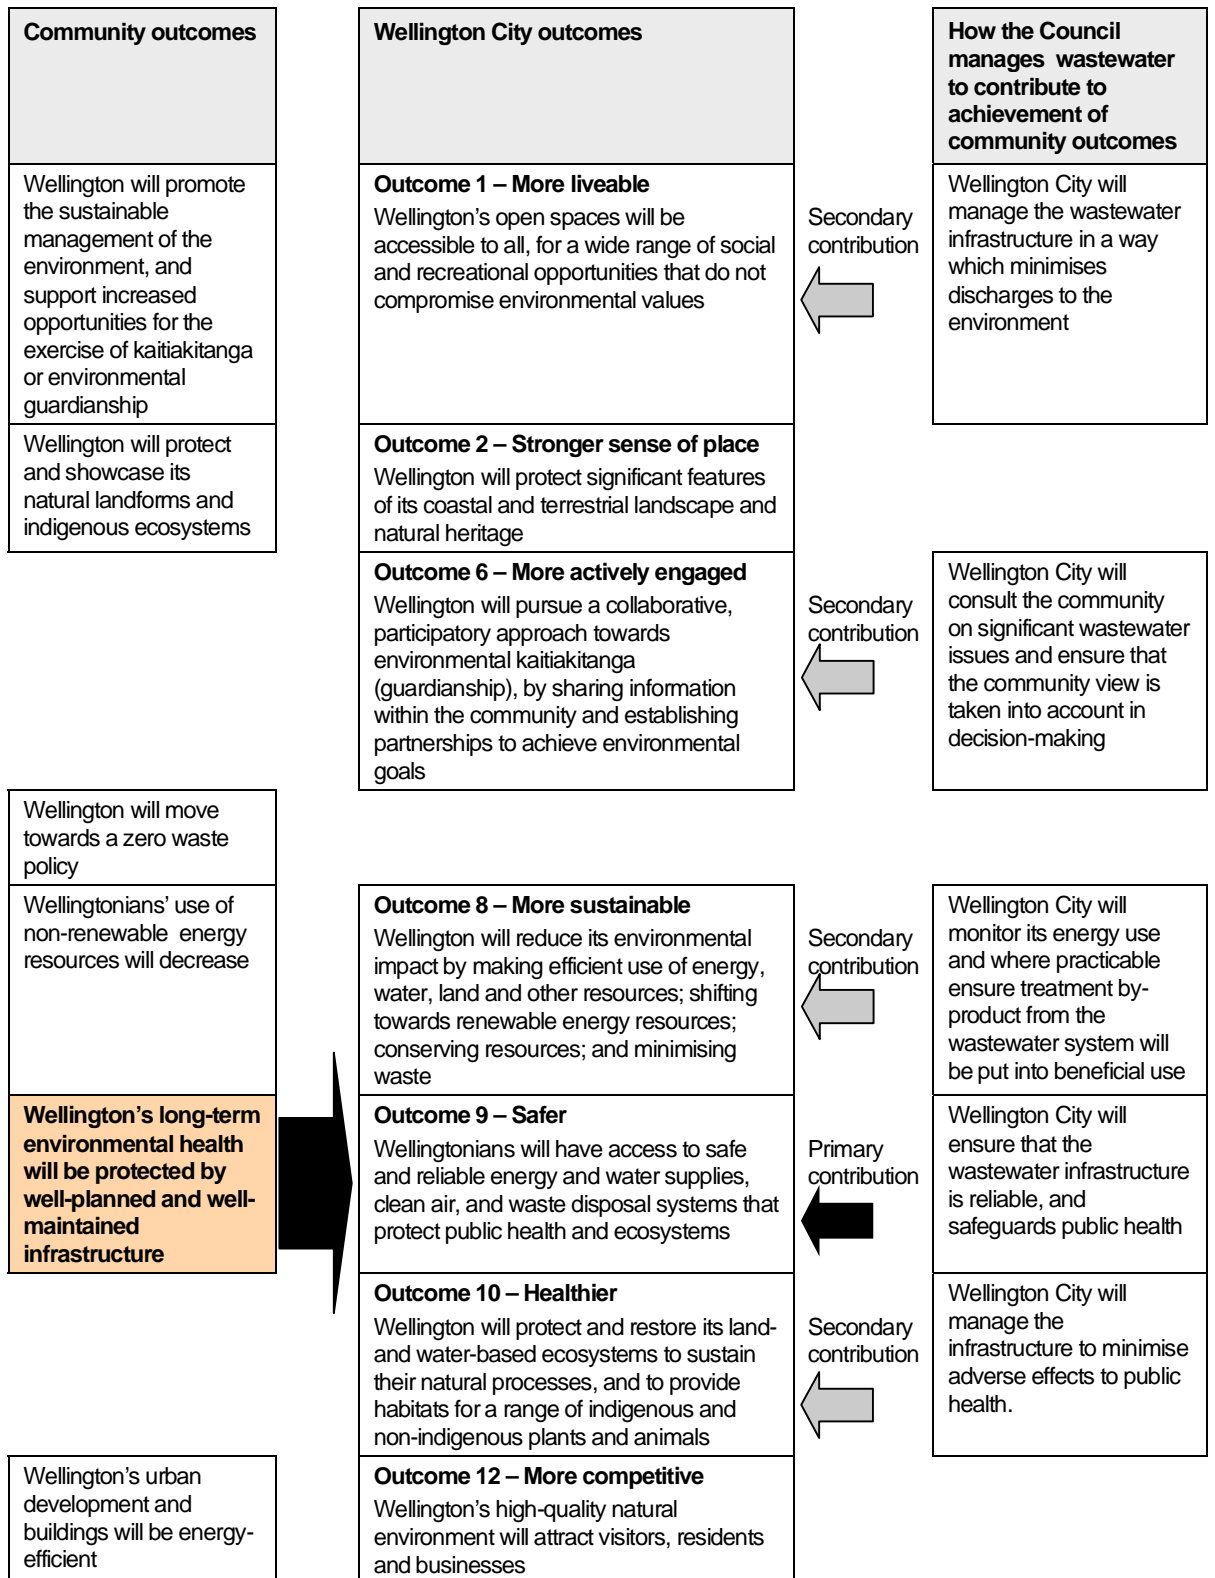 Community outcomes
Wellington City outcomes
How the Council
manages wastewater
to contribute to
achievement of
community outcomes
Wellington will promote
the sustainable
management of the
environment, and
support increased
opportunities for the
exercise of kaitiakitanga
or environmental
guardianship
Outcome 1 – More liveable
Wellington's open spaces will be
accessible to all, for a wide range of social
and recreational opportunities that do not
compromise environmental values
Secondary
contribution
Wellington City will
manage the wastewater
infrastructure in a way
which minimises
discharges to the
environment
Wellington will protect
and showcase its
natural landforms and
indigenous ecosystems
Outcome 2 – Stronger sense of place
Wellington will protect significant features
of its coastal and terrestrial landscape and
natural heritage
Outcome 6 – More actively engaged
Wellington will pursue a collaborative,
participatory approach towards
environmental kaitiakitanga
(guardianship), by sharing information
within the community and establishing
partnerships to achieve environmental
goals
Secondary
contribution
Wellington City will
consult the community
on significant wastewater
issues and ensure that
the community view is
taken into account in
decision-making
Wellington will move
towards a zero waste
policy
Wellingtonians' use of
non-renewable energy
resources will decrease
Outcome 8 – More sustainable
Wellington will reduce its environmental
impact by making efficient use of energy,
water, land and other resources; shifting
towards renewable energy resources;
conserving resources; and minimising
waste
Secondary
contribution
Wellington City will
monitor its energy use
and where practicable
ensure treatment by-
product from the
wastewater system will
be put into beneficial use
Wellington's long-term
environmental health
will be protected by
well-planned and well-
maintained
infrastructure
Outcome 9 – Safer
Wellingtonians will have access to safe
and reliable energy and water supplies,
clean air, and waste disposal systems that
protect public health and ecosystems
Primary
contribution
Wellington City will
ensure that the
wastewater infrastructure
is reliable, and
safeguards public health
Outcome 10 – Healthier
Wellington will protect and restore its land-
and water-based ecosystems to sustain
their natural processes, and to provide
habitats for a range of indigenous and
non-indigenous plants and animals
Secondary
contribution
Wellington City will
manage the
infrastructure to minimise
adverse effects to public
health.
Wellington's urban
development and
buildings will be energy-
efficient
Outcome 12 – More competitive
Wellington's high-quality natural
environment will attract visitors, residents
and businesses